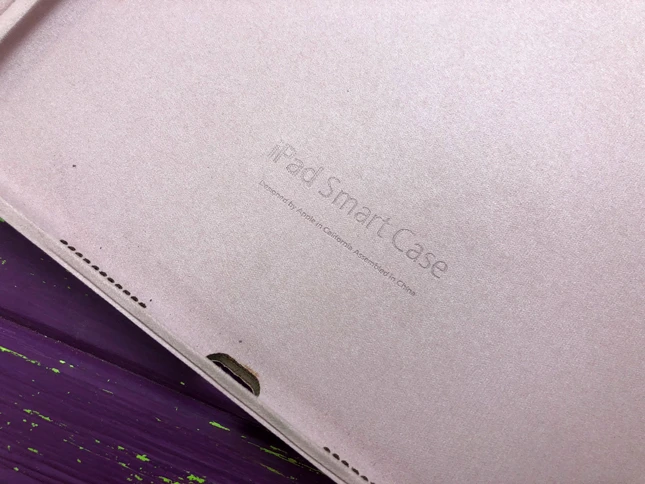 iPad Smart Case
Designed by Apple in California Assembled in China